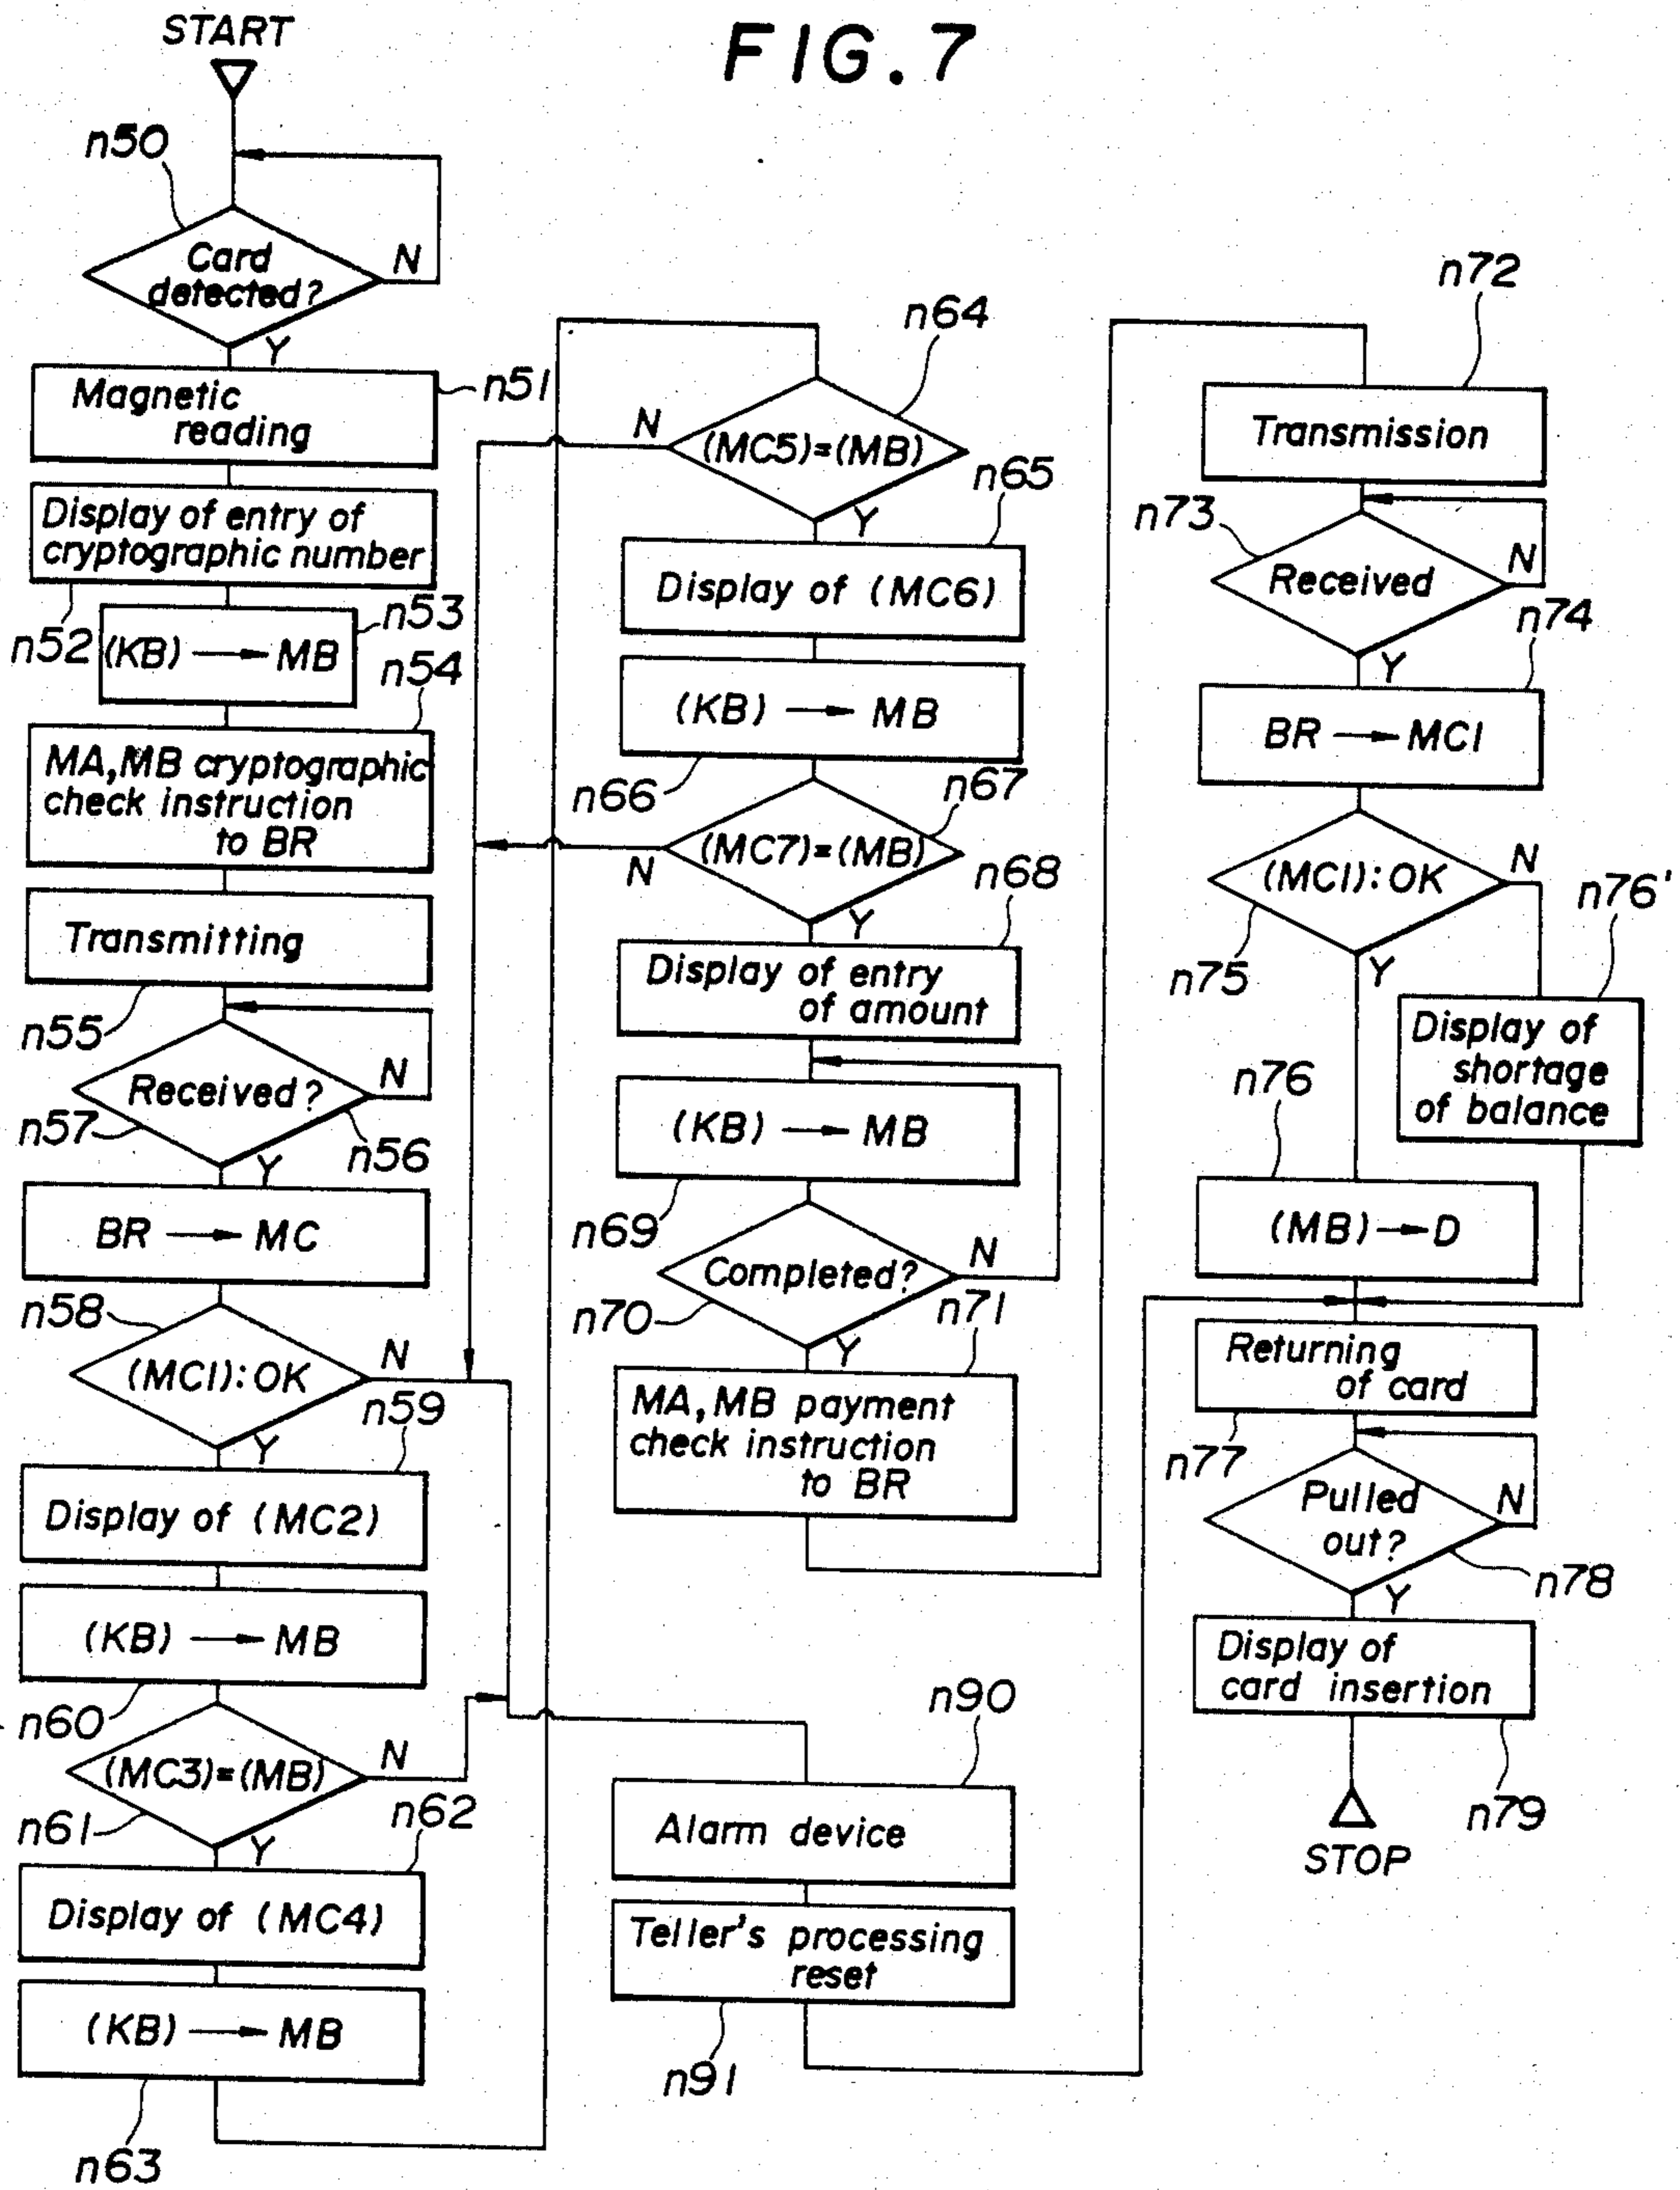 FIG.7
START
n50
Card
detected?
N
Y
n51
Magnetic
reading
Display of entry of
cryptographic number
n52
n53
(KB) → MB
n54
MA,MB cryptographic
check instruction
to BR
Transmitting
n55
Received?
N
n57
n56
Y
BR → MC
n58
(MC1):OK
N
n59
Y
Display of (MC2)
(KB) → MB
n60
(MC3)=(MB)
N
n61
n62
Y
Display of (MC4)
(KB) → MB
n63
n64
N
(MC5)=(MB)
n65
Y
Display of (MC6)
(KB) → MB
n66
n67
(MC7)=(MB)
N
n68
Y
Display of entry
of amount
(KB) → MB
n69
Completed?
N
n70
n71
Y
MA,MB payment
check instruction
to BR
n90
Alarm device
Teller's processing
reset
n91
n72
Transmission
n73
Received
N
n74
Y
BR → MC1
(MC1):OK
N
n75
n76'
Y
Display of
shortage
of balance
n76
(MB) → D
Returning
of card
n77
Pulled
out?
N
n78
Y
Display of
card insertion
n79
STOP